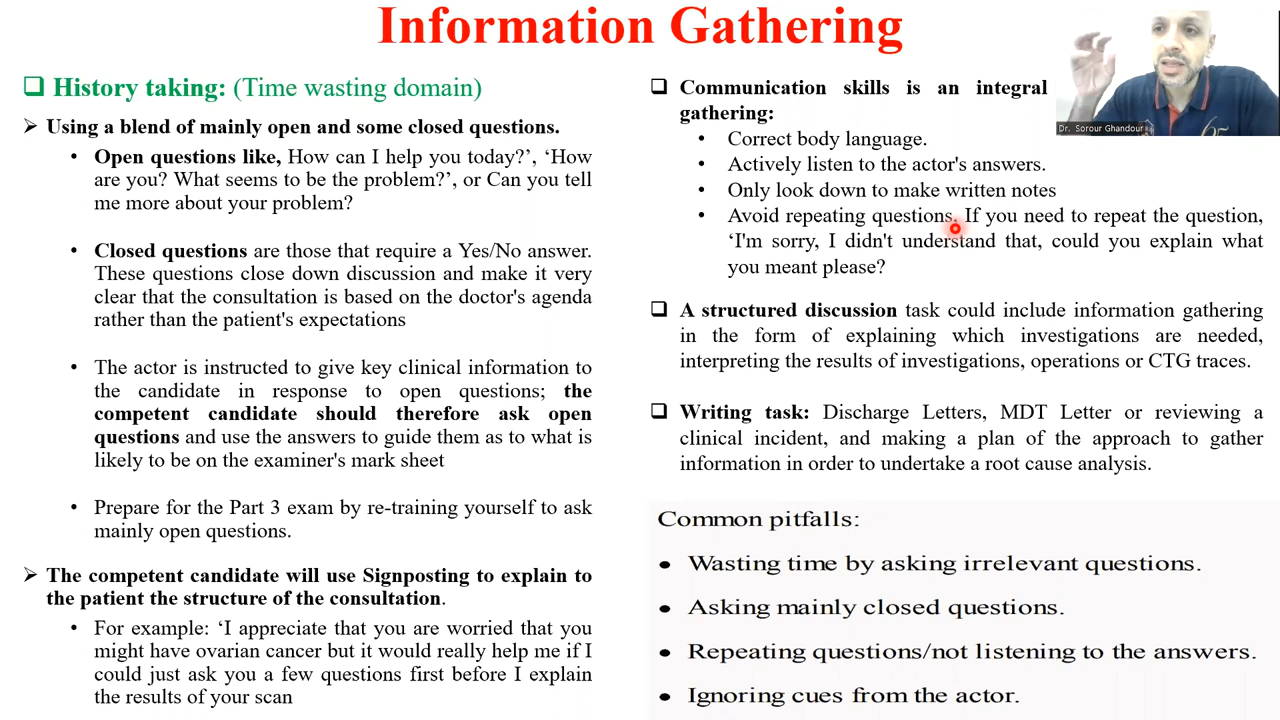 Information Gathering
❑ History taking: (Time wasting domain)
➢ Using a blend of mainly open and some closed questions.
• Open questions like, How can I help you today?’, ‘How
are you? What seems to be the problem?’, or Can you tell
me more about your problem?
• Closed questions are those that require a Yes/No answer.
These questions close down discussion and make it very
clear that the consultation is based on the doctor's agenda
rather than the patient's expectations
• The actor is instructed to give key clinical information to
the candidate in response to open questions; the
competent candidate should therefore ask open
questions and use the answers to guide them as to what is
likely to be on the examiner's mark sheet
• Prepare for the Part 3 exam by re-training yourself to ask
mainly open questions.
➢ The competent candidate will use Signposting to explain to
the patient the structure of the consultation.
• For example: ‘I appreciate that you are worried that you
might have ovarian cancer but it would really help me if I
could just ask you a few questions first before I explain
the results of your scan
❑ Communication skills is an integral
gathering:
• Correct body language.
• Actively listen to the actor's answers.
• Only look down to make written notes
• Avoid repeating questions. If you need to repeat the question,
‘I'm sorry, I didn't understand that, could you explain what
you meant please?
❑ A structured discussion task could include information gathering
in the form of explaining which investigations are needed,
interpreting the results of investigations, operations or CTG traces.
❑ Writing task: Discharge Letters, MDT Letter or reviewing a
clinical incident, and making a plan of the approach to gather
information in order to undertake a root cause analysis.
Common pitfalls:
• Wasting time by asking irrelevant questions.
• Asking mainly closed questions.
• Repeating questions/not listening to the answers.
• Ignoring cues from the actor.
Dr. Sorour Ghandour